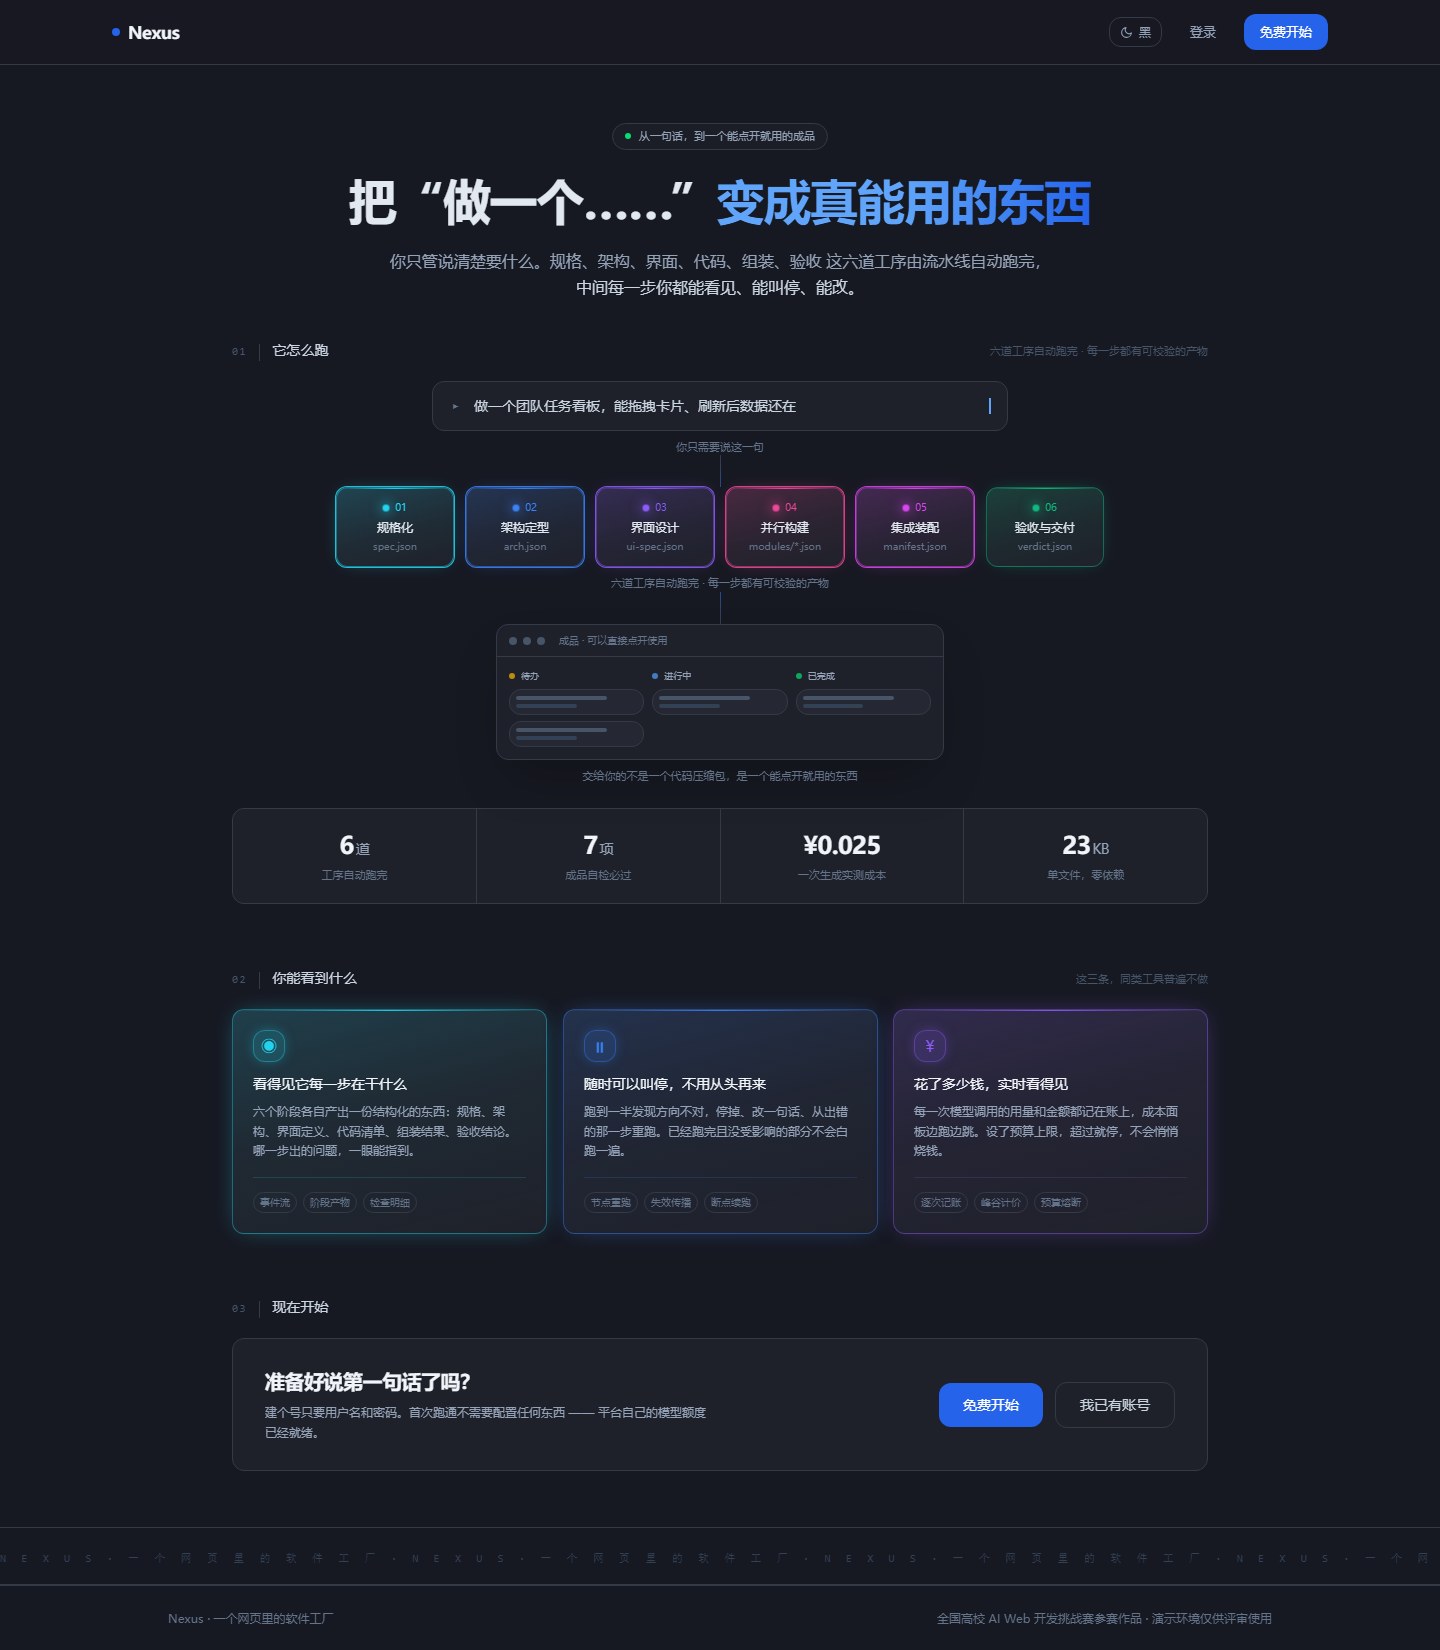 Nexus
黑
登录
免费开始
从一句话，到一个能点开就用的成品
把“做一个……”变成真能用的东西
你只管说清楚要什么。规格、架构、界面、代码、组装、验收 这六道工序由流水线自动跑完，
中间每一步你都能看见、能叫停、能改。
01
它怎么跑
六道工序自动跑完 · 每一步都有可校验的产物
▸ 做一个团队任务看板，能拖拽卡片、刷新后数据还在
你只需要说这一句
01
规格化
spec.json
02
架构定型
arch.json
03
界面设计
ui-spec.json
04
并行构建
modules/*.json
05
集成装配
manifest.json
06
验收与交付
verdict.json
六道工序自动跑完 · 每一步都有可校验的产物
成品 · 可以直接点开使用
待办
进行中
已完成
交给你的不是一个代码压缩包，是一个能点开就用的东西
6道
工序自动跑完
7项
成品自检必过
¥0.025
一次生成实测成本
23KB
单文件，零依赖
02
你能看到什么
这三条，同类工具普遍不做
看得见它每一步在干什么
六个阶段各自产出一份结构化的东西：规格、架
构、界面定义、代码清单、组装结果、验收结论。
哪一步出的问题，一眼能指到。
事件流
阶段产物
检查明细
随时可以叫停，不用从头再来
跑到一半发现方向不对，停掉、改一句话、从出错
的那一步重跑。已经跑完且没受影响的部分不会白
跑一遍。
节点重跑
失效传播
断点续跑
¥
花了多少钱，实时看得见
每一次模型调用的用量和金额都记在账上，成本面
板边跑边跳。设了预算上限，超过就停，不会悄悄
烧钱。
逐次记账
峰谷计价
预算熔断
03
现在开始
准备好说第一句话了吗？
建个号只要用户名和密码。首次跑通不需要配置任何东西 —— 平台自己的模型额度
已经就绪。
免费开始
我已有账号
NEXUS · 一个网页里的软件工厂 · NEXUS · 一个网页里的软件工厂 · NEXUS · 一个网页里的软件工厂 · NEXUS · 一个网
Nexus · 一个网页里的软件工厂
全国高校 AI Web 开发挑战赛参赛作品 · 演示环境仅供评审使用